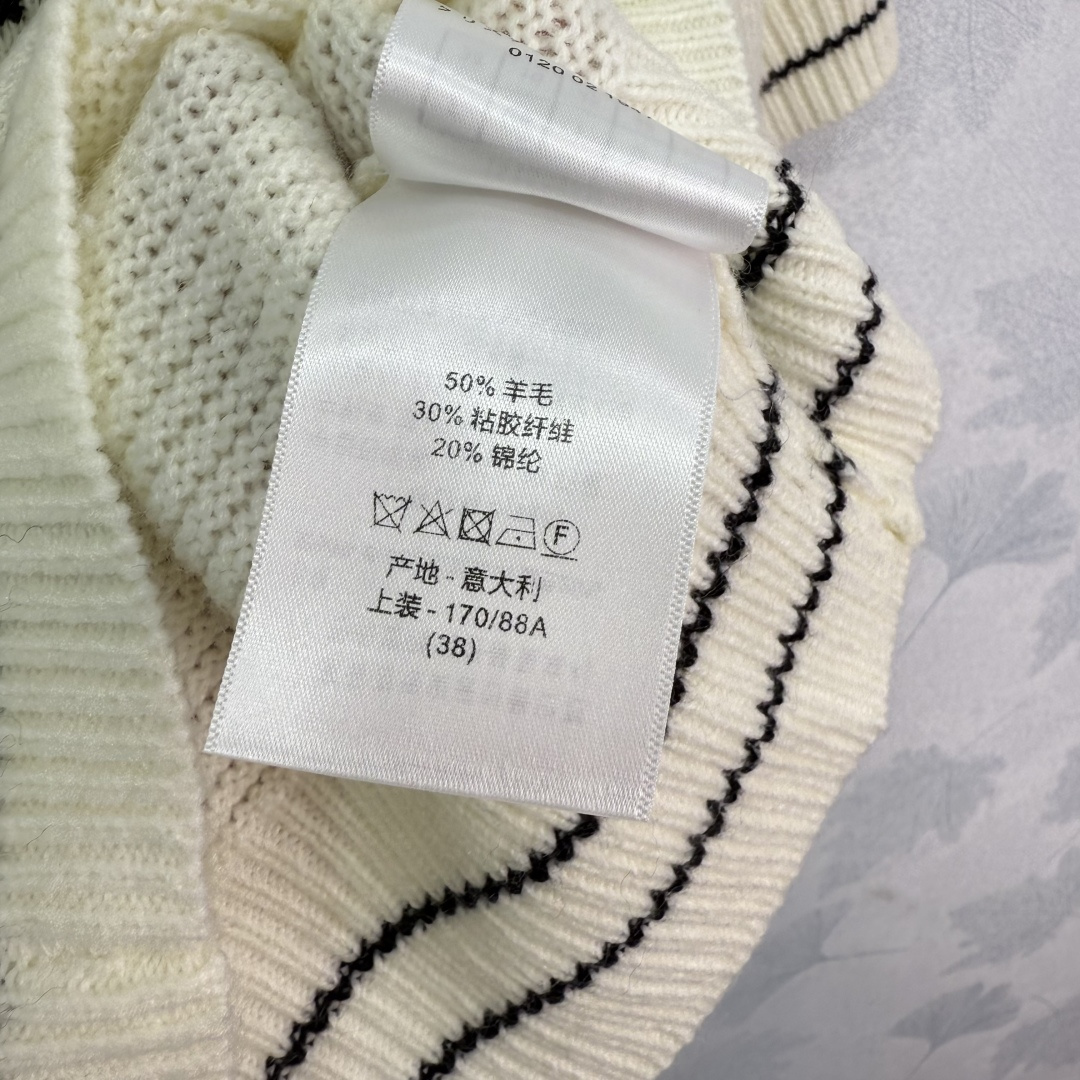 50% 羊毛
30% 粘胶纤维
20% 锦纶
F
产地 - 意大利
上装 - 170/88A
(38)